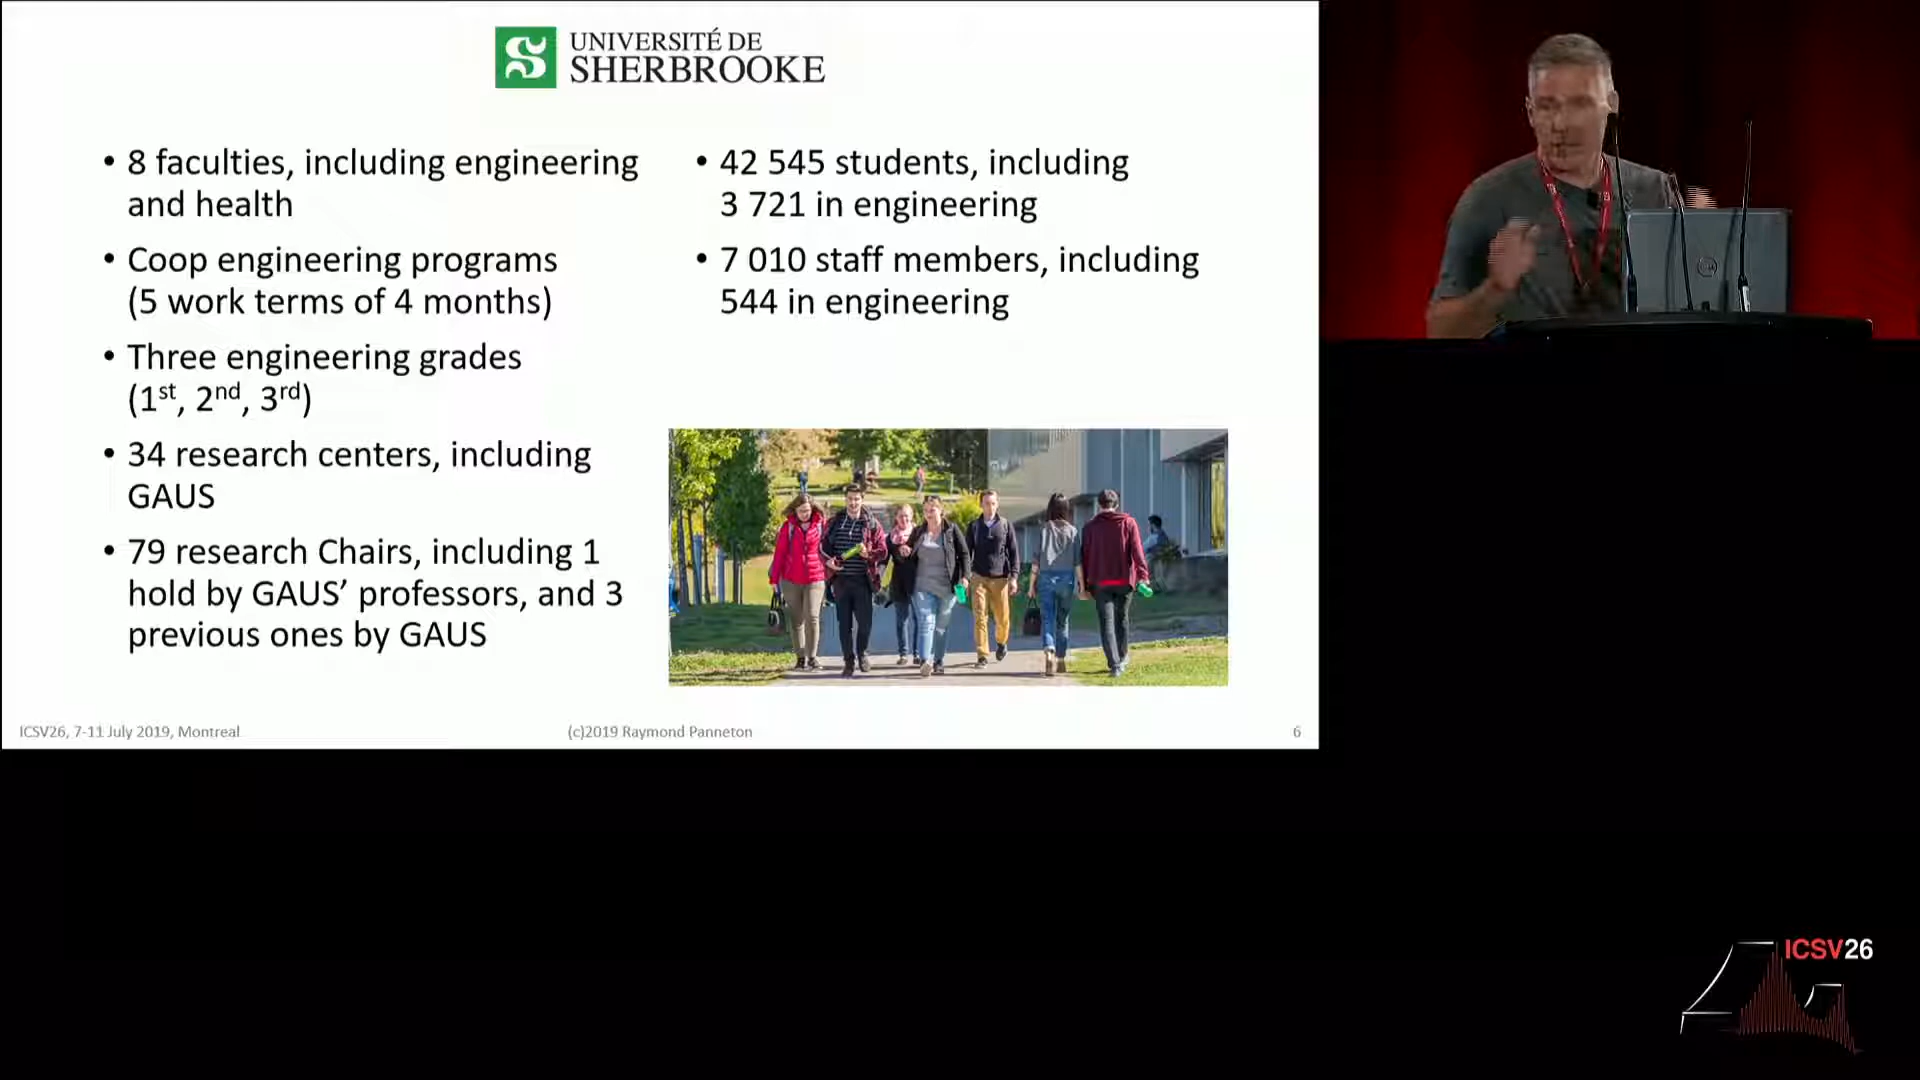 UNIVERSITÉ DE
SHERBROOKE
• 8 faculties, including engineering
and health
• Coop engineering programs
(5 work terms of 4 months)
• Three engineering grades
(1st, 2nd, 3rd)
• 34 research centers, including
GAUS
• 79 research Chairs, including 1
hold by GAUS’ professors, and 3
previous ones by GAUS
• 42 545 students, including
3 721 in engineering
• 7 010 staff members, including
544 in engineering
ICSV26, 7-11 July 2019, Montreal
(c)2019 Raymond Panneton
6
ICSV26